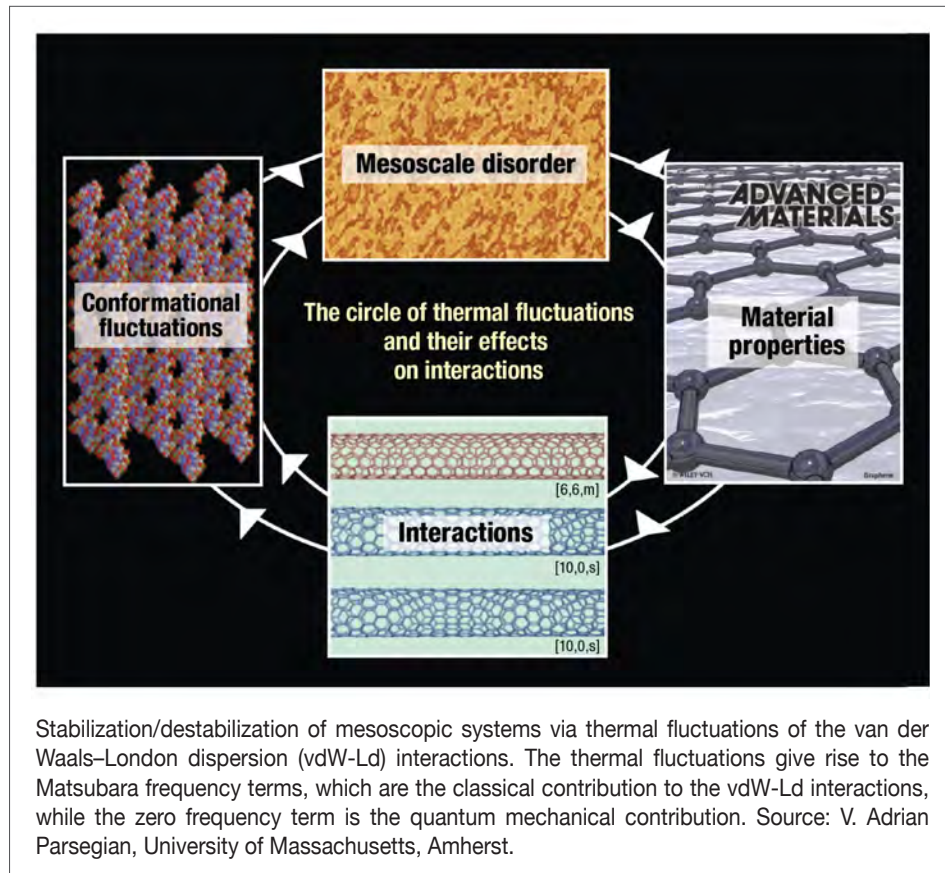 Mesoscale disorder
Conformational
fluctuations
The circle of thermal fluctuations
and their effects
on interactions
ADVANCED
MATERIALS
Material
properties
© WILEY-VCH
Graphene
[6,6,m]
Interactions
[10,0,s]
[10,0,s]
Stabilization/destabilization of mesoscopic systems via thermal fluctuations of the van der
Waals–London dispersion (vdW-Ld) interactions. The thermal fluctuations give rise to the
Matsubara frequency terms, which are the classical contribution to the vdW-Ld interactions,
while the zero frequency term is the quantum mechanical contribution. Source: V. Adrian
Parsegian, University of Massachusetts, Amherst.